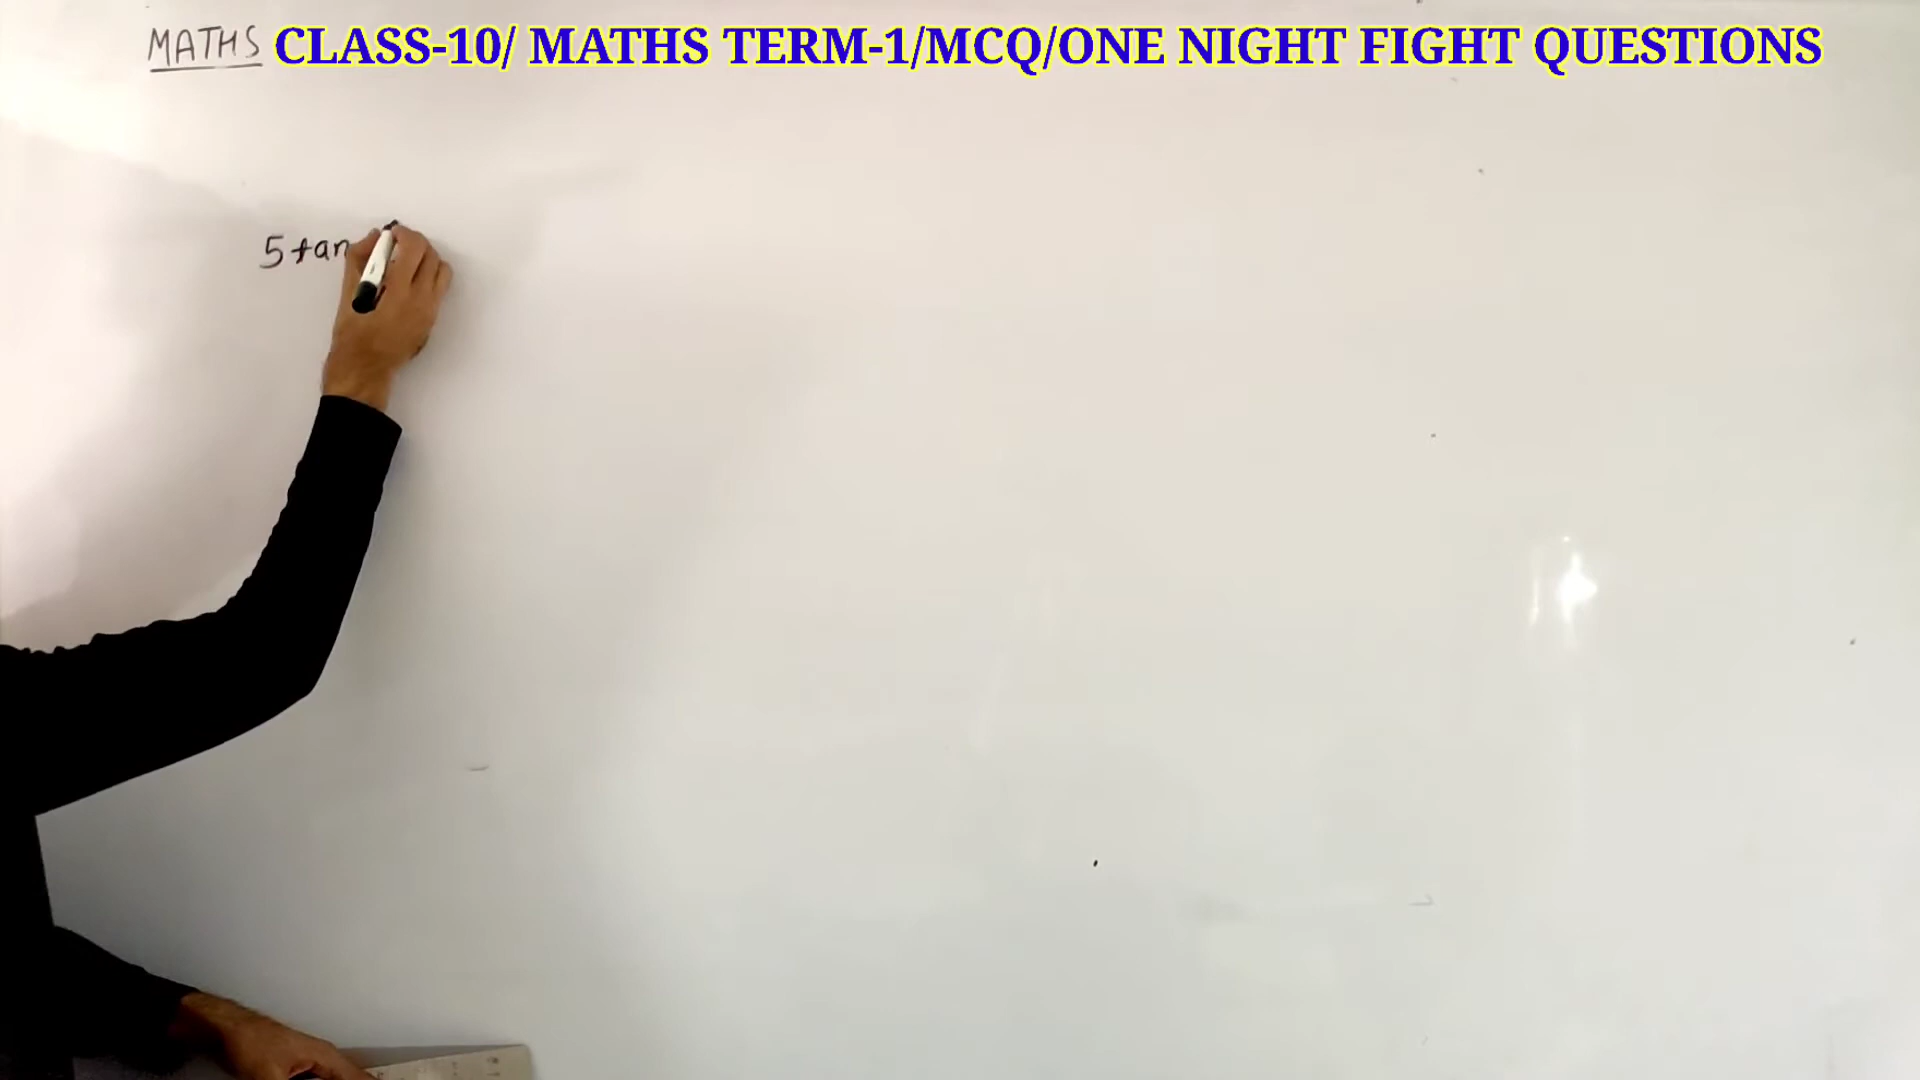 MATHS CLASS-10/ MATHS TERM-1/MCQ/ONE NIGHT FIGHT QUESTIONS
5tan